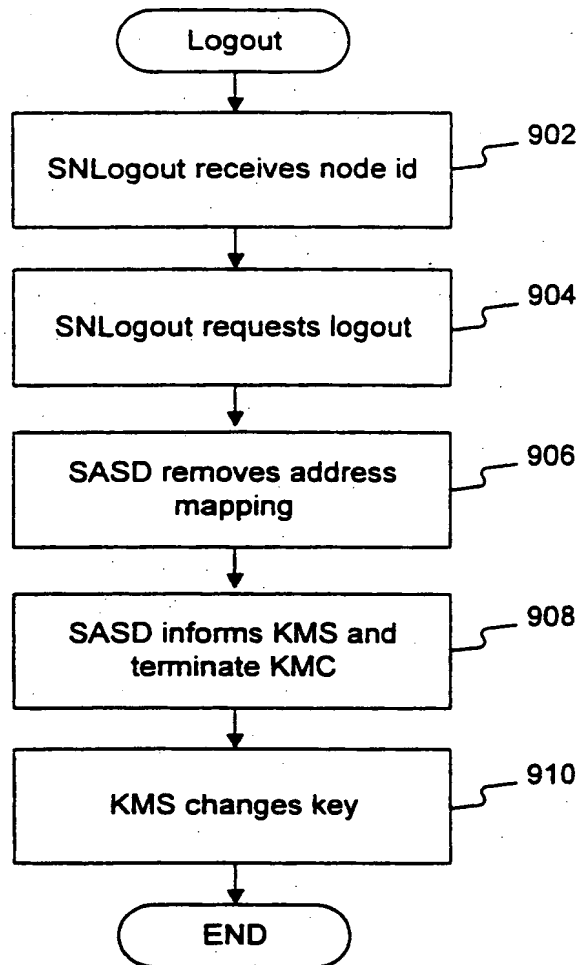 Logout
SNLogout receives node id
902
SNLogout requests logout
904
SASD removes address
mapping
906
SASD informs KMS and
terminate KMC
908
KMS changes key
910
END